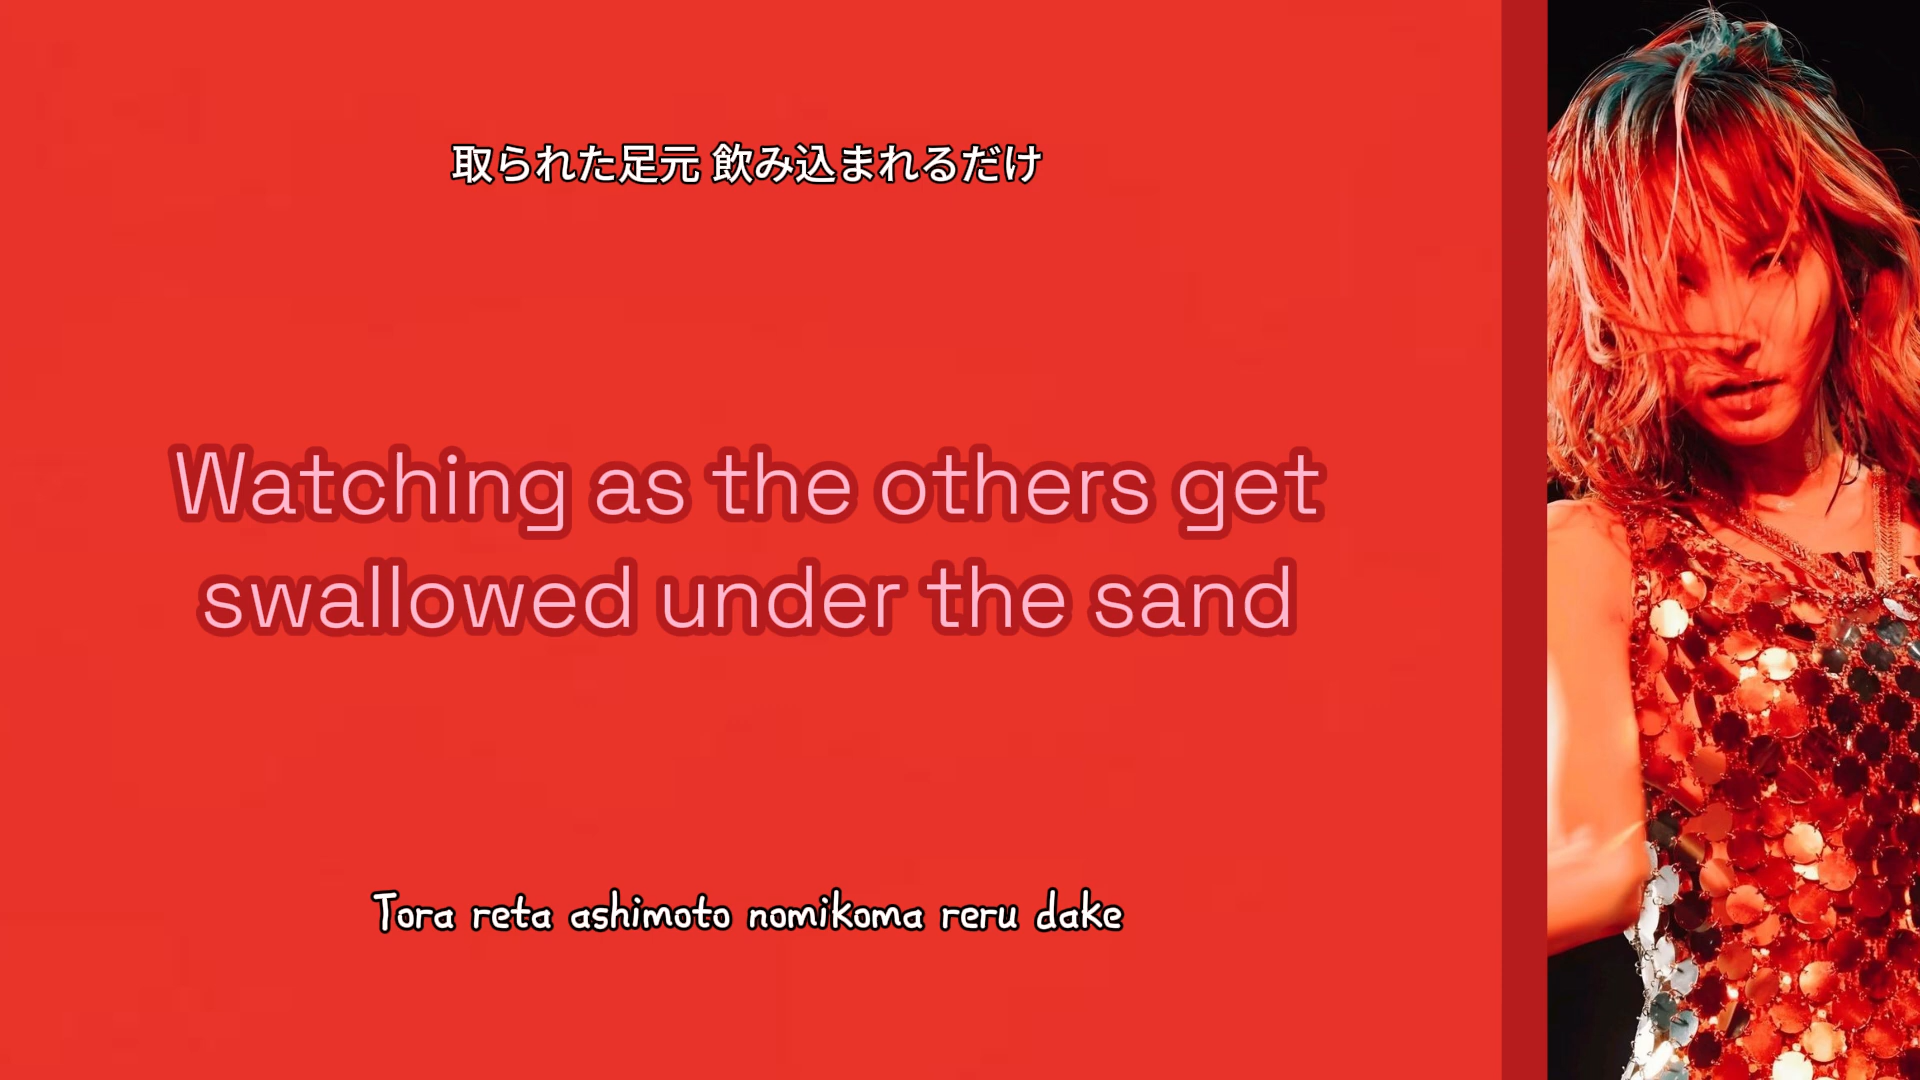 取られた足元 飲み込まれるだけ
Watching as the others get
swallowed under the sand
Tora reta ashimoto nomikoma reru dake